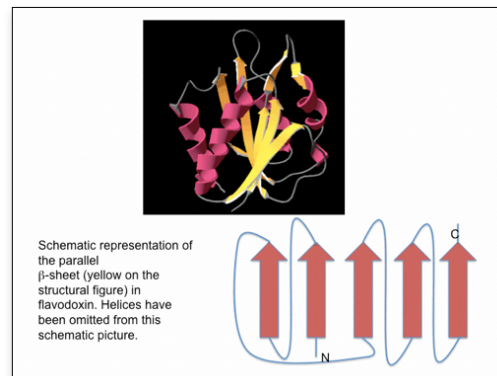 Schematic representation of
the parallel
β-sheet (yellow on the
structural figure) in
flavodoxin. Helices have
been omitted from this
schematic picture.
C
N